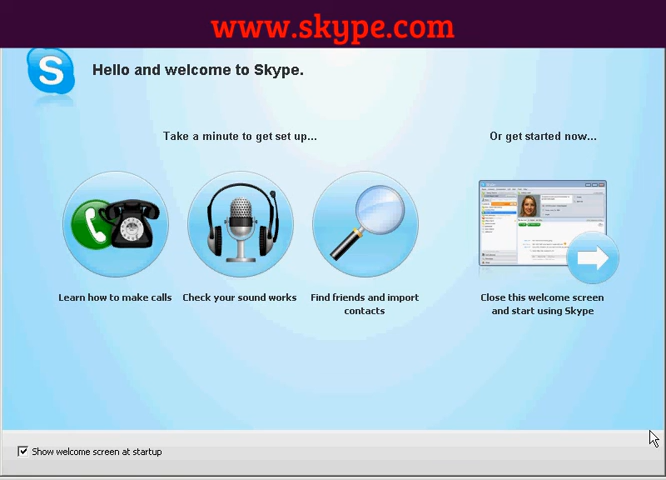 www.skype.com
S
Hello and welcome to Skype.
Take a minute to get set up...
Or get started now...
Learn how to make calls
Check your sound works
Find friends and import
contacts
Close this welcome screen
and start using Skype
Show welcome screen at startup